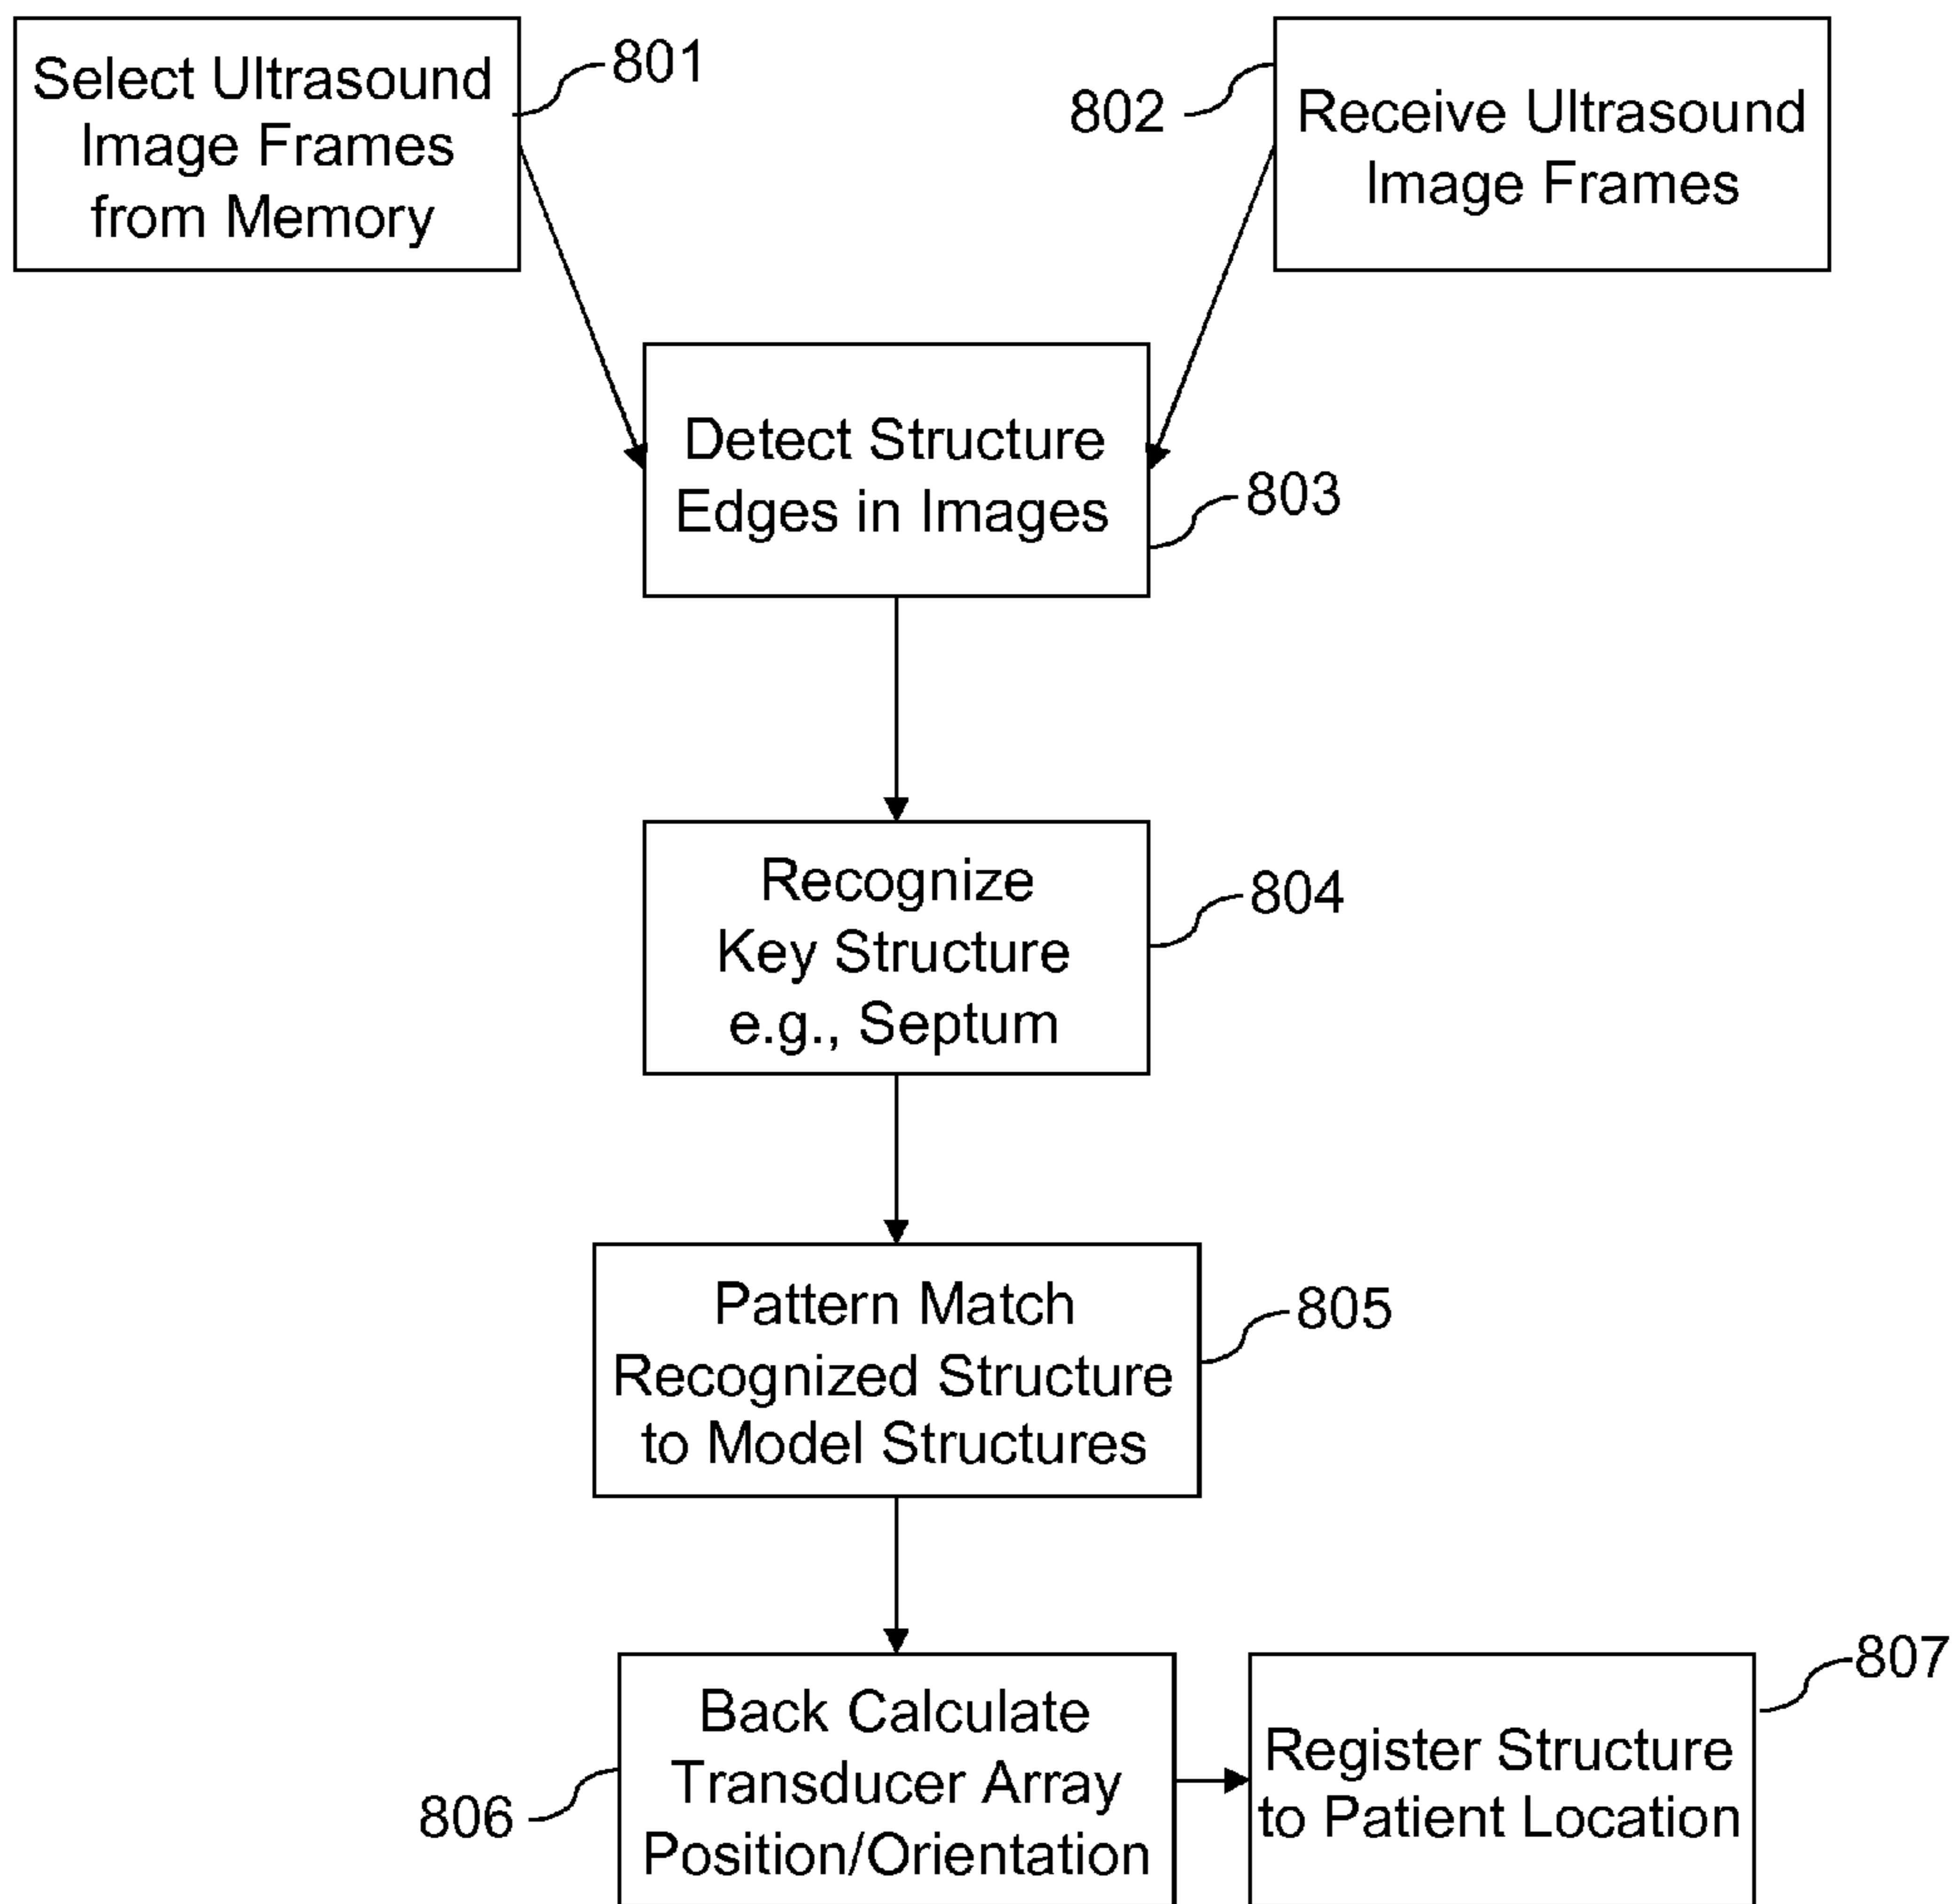 Select Ultrasound
Image Frames
from Memory
801
802
Receive Ultrasound
Image Frames
Detect Structure
Edges in Images
803
Recognize
Key Structure
e.g., Septum
804
Pattern Match
Recognized Structure
to Model Structures
805
Back Calculate
Transducer Array
Position/Orientation
806
Register Structure
to Patient Location
807